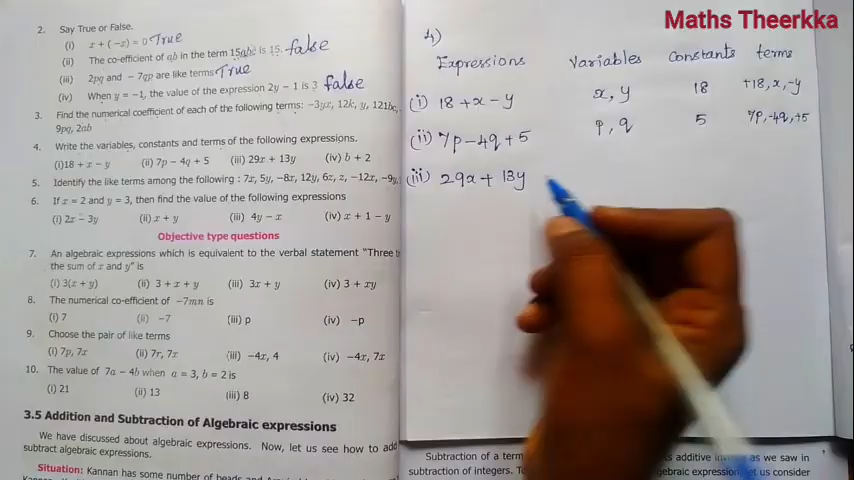 Maths Theerkka
2. Say True or False.
(i) x + (−x) = 0 True
(ii) The co-efficient of ab in the term 15abc is 15. false
(iii) 2pq and − 7qp are like terms True
(iv) When y = −1, the value of the expression 2y − 1 is 3 false
3. Find the numerical coefficient of each of the following terms: −3yx, 12k, y, 121bc,
9pq, 2ab
4. Write the variables, constants and terms of the following expressions.
(i)18 + x − y (ii) 7p − 4q + 5 (iii) 29x + 13y (iv) b + 2
5. Identify the like terms among the following : 7x, 5y, −8x, 12y, 6z, z, −12x, −9y,
6. If x = 2 and y = 3, then find the value of the following expressions
(i) 2x − 3y (ii) x + y (iii) 4y − x (iv) x + 1 − y
Objective type questions
7. An algebraic expressions which is equivalent to the verbal statement “Three
the sum of x and y” is
(i) 3(x + y) (ii) 3 + x + y (iii) 3x + y (iv) 3 + xy
8. The numerical co-efficient of −7mn is
(i) 7 (ii) −7 (iii) p (iv) −p
9. Choose the pair of like terms
(i) 7p, 7x (ii) 7r, 7x (iii) −4x, 4 (iv) −4x, 7x
10. The value of 7a − 4b when a = 3, b = 2 is
(i) 21 (ii) 13 (iii) 8 (iv) 32
3.5 Addition and Subtraction of Algebraic expressions
We have discussed about algebraic expressions. Now, let us see how to add
subtract algebraic expressions.
Situation: Kannan has some number of beads and
4)
Expressions Variables Constants terms
(i) 18 + x − y x, y 18 +18, x, −y
(ii) 7p − 4q + 5 p, q 5 7p, −4q, +5
(iii) 29x + 13y
Subtraction of a term additive as we saw in
subtraction of integers. algebraic expression let us consider